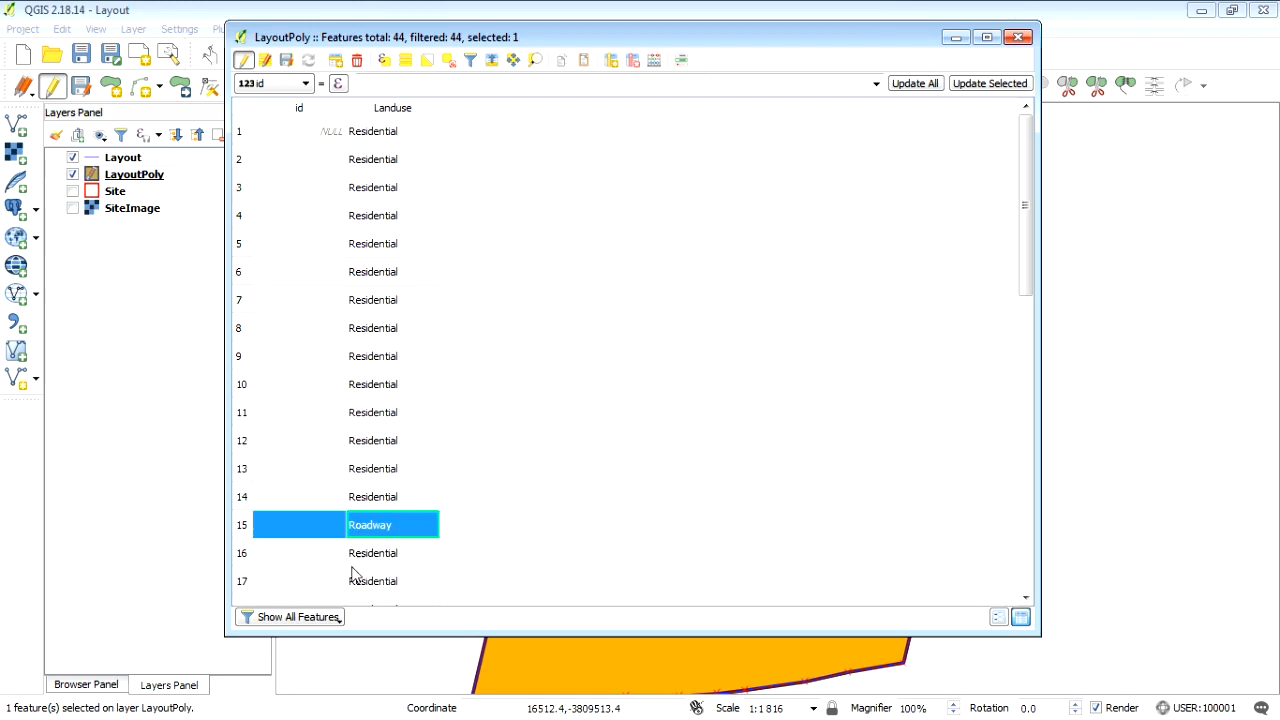 QGIS 2.18.14 - Layout
Project Edit View Layer Settings
Layers Panel
Layout
LayoutPoly
Site
SiteImage
Browser Panel Layers Panel
LayoutPoly :: Features total: 44, filtered: 44, selected: 1
123 id = ε Update All Update Selected
id Landuse
1 NULL Residential
2 Residential
3 Residential
4 Residential
5 Residential
6 Residential
7 Residential
8 Residential
9 Residential
10 Residential
11 Residential
12 Residential
13 Residential
14 Residential
15 Roadway
16 Residential
17 Residential
Show All Features
1 feature(s) selected on layer LayoutPoly. Coordinate 16512.4,-3809513.4 Scale 1:1 816 Magnifier 100% Rotation 0.0 Render USER:100001